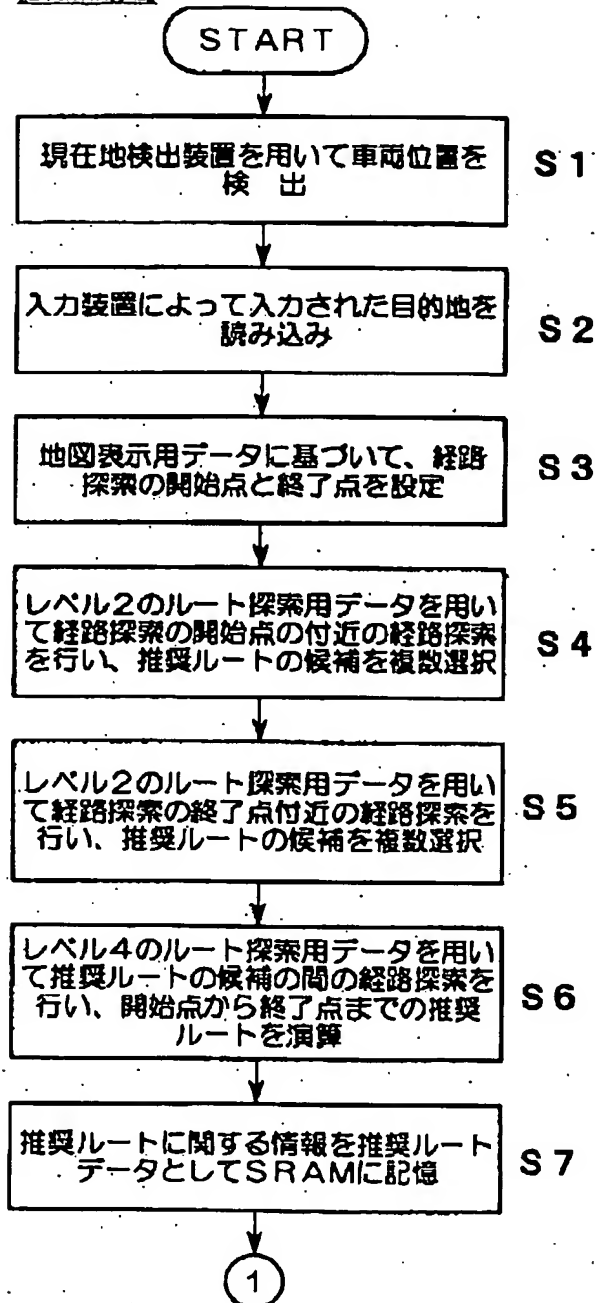 START
現在地検出装置を用いて車両位置を
検 出
S1
入力装置によって入力された目的地を
読み込み
S2
地図表示用データに基づいて、経路
探索の開始点と終了点を設定
S3
レベル2のルート探索用データを用い
て経路探索の開始点の付近の経路探索
を行い、推奨ルートの候補を複数選択
S4
レベル2のルート探索用データを用い
て経路探索の終了点付近の経路探索を
行い、推奨ルートの候補を複数選択
S5
レベル4のルート探索用データを用い
て推奨ルートの候補の間の経路探索を
行い、開始点から終了点までの推奨
ルートを演算
S6
推奨ルートに関する情報を推奨ルート
データとしてSRAMに記憶
S7
1